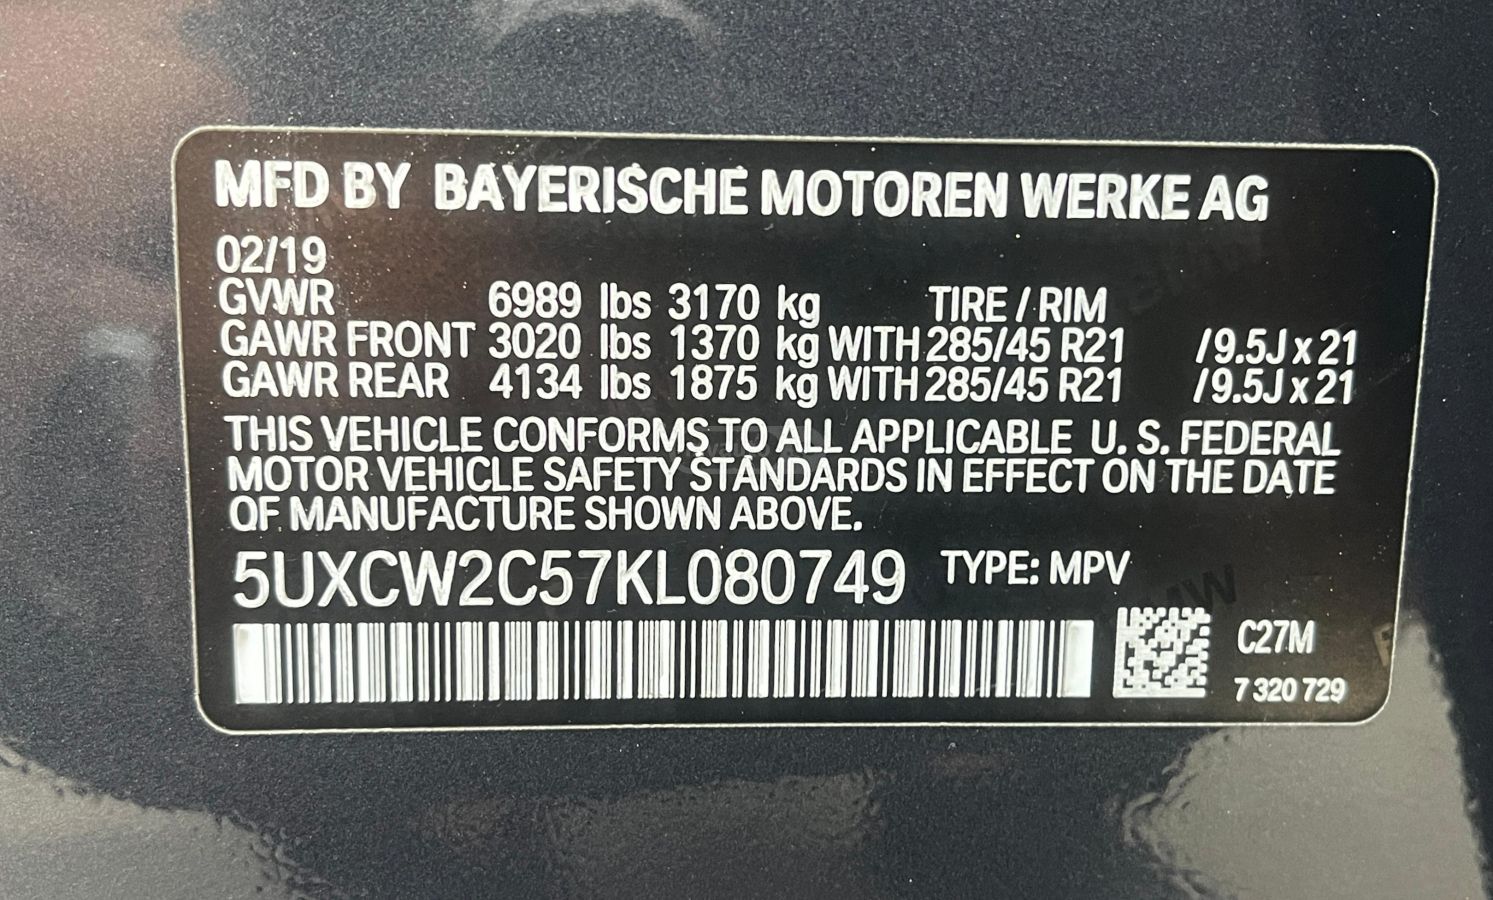 MFD BY BAYERISCHE MOTOREN WERKE AG
02/19
GVWR 6989 lbs 3170 kg TIRE / RIM
GAWR FRONT 3020 lbs 1370 kg WITH 285/45 R21 /9.5J x 21
GAWR REAR 4134 lbs 1875 kg WITH 285/45 R21 /9.5J x 21
THIS VEHICLE CONFORMS TO ALL APPLICABLE U. S. FEDERAL
MOTOR VEHICLE SAFETY STANDARDS IN EFFECT ON THE DATE
OF MANUFACTURE SHOWN ABOVE.
5UXCW2C57KL080749 TYPE: MPV
C27M
7 320 729